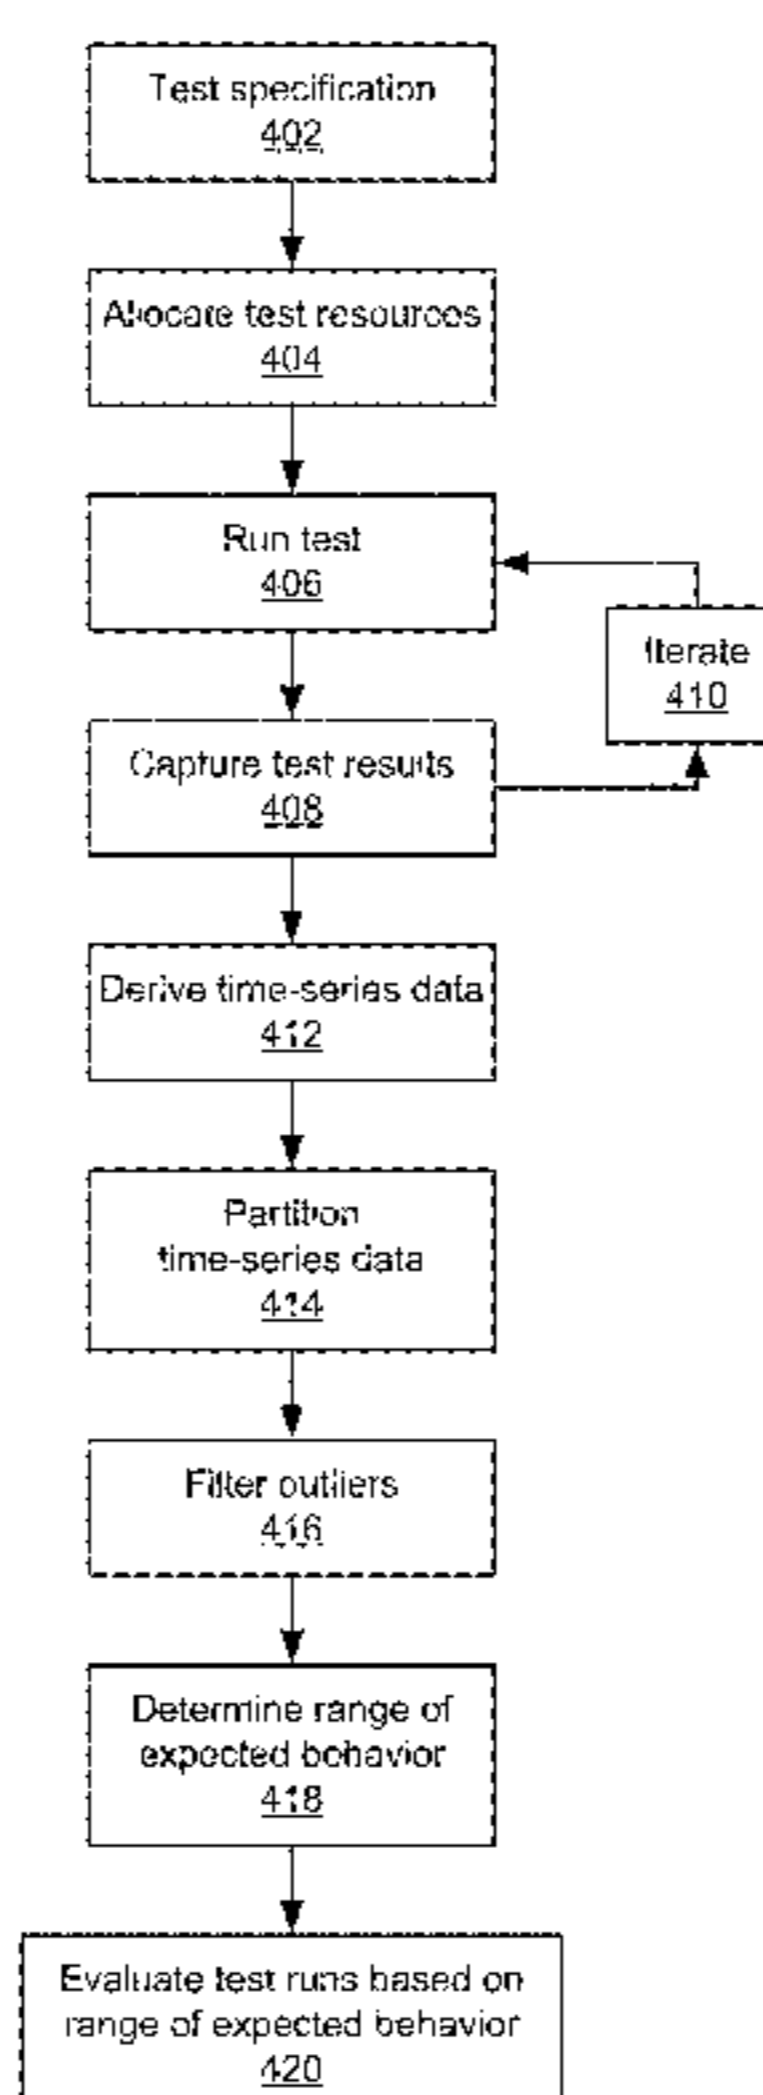 Test specification
402
Allocate test resources
404
Run test
406
Iterate
410
Capture test results
408
Derive time-series data
412
Partition
time-series data
414
Filter outliers
416
Determine range of
expected behavior
418
Evaluate test runs based on
range of expected behavior
420